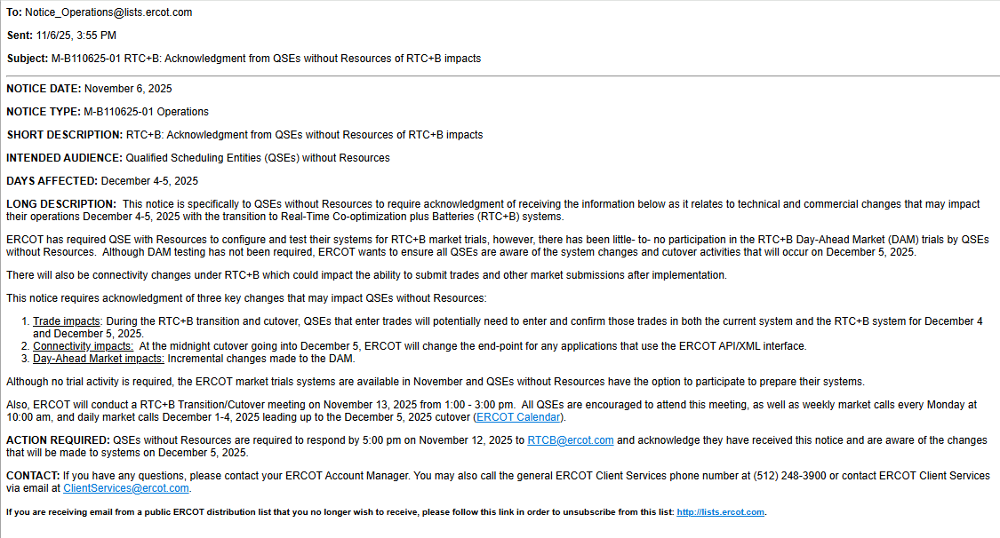 To: Notice_Operations@lists.ercot.com
Sent: 11/6/25, 3:55 PM
Subject: M-B110625-01 RTC+B: Acknowledgment from QSEs without Resources of RTC+B impacts
NOTICE DATE: November 6, 2025
NOTICE TYPE: M-B110625-01 Operations
SHORT DESCRIPTION: RTC+B: Acknowledgment from QSEs without Resources of RTC+B impacts
INTENDED AUDIENCE: Qualified Scheduling Entities (QSEs) without Resources
DAYS AFFECTED: December 4-5, 2025
LONG DESCRIPTION:  This notice is specifically to QSEs without Resources to require acknowledgment of receiving the information below as it relates to technical and commercial changes that may impact
their operations December 4-5, 2025 with the transition to Real-Time Co-optimization plus Batteries (RTC+B) systems.
ERCOT has required QSE with Resources to configure and test their systems for RTC+B market trials, however, there has been little- to- no participation in the RTC+B Day-Ahead Market (DAM) trials by QSEs
without Resources.  Although DAM testing has not been required, ERCOT wants to ensure all QSEs are aware of the system changes and cutover activities that will occur on December 5, 2025.
There will also be connectivity changes under RTC+B which could impact the ability to submit trades and other market submissions after implementation.
This notice requires acknowledgment of three key changes that may impact QSEs without Resources:
1. Trade impacts: During the RTC+B transition and cutover, QSEs that enter trades will potentially need to enter and confirm those trades in both the current system and the RTC+B system for December 4
and December 5, 2025.
2. Connectivity impacts:  At the midnight cutover going into December 5, ERCOT will change the end-point for any applications that use the ERCOT API/XML interface.
3. Day-Ahead Market impacts: Incremental changes made to the DAM.
Although no trial activity is required, the ERCOT market trials systems are available in November and QSEs without Resources have the option to participate to prepare their systems.
Also, ERCOT will conduct a RTC+B Transition/Cutover meeting on November 13, 2025 from 1:00 - 3:00 pm.  All QSEs are encouraged to attend this meeting, as well as weekly market calls every Monday at
10:00 am, and daily market calls December 1-4, 2025 leading up to the December 5, 2025 cutover (ERCOT Calendar).
ACTION REQUIRED: QSEs without Resources are required to respond by 5:00 pm on November 12, 2025 to RTCB@ercot.com and acknowledge they have received this notice and are aware of the changes
that will be made to systems on December 5, 2025.
CONTACT: If you have any questions, please contact your ERCOT Account Manager. You may also call the general ERCOT Client Services phone number at (512) 248-3900 or contact ERCOT Client Services
via email at ClientServices@ercot.com.
If you are receiving email from a public ERCOT distribution list that you no longer wish to receive, please follow this link in order to unsubscribe from this list: http://lists.ercot.com.